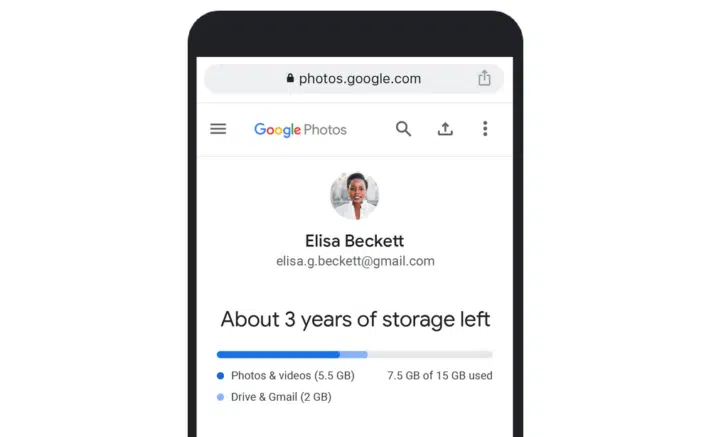 photos.google.com
Google Photos
Elisa Beckett
elisa.g.beckett@gmail.com
About 3 years of storage left
Photos & videos (5.5 GB) 7.5 GB of 15 GB used
Drive & Gmail (2 GB)